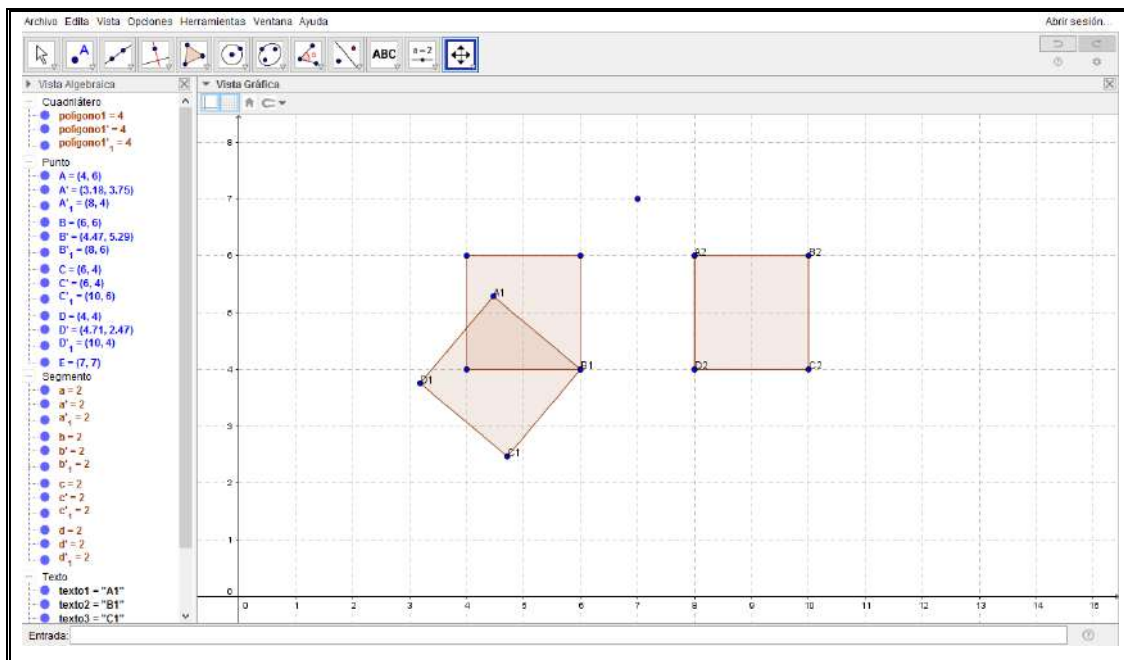 Archivo Edita Vista Opciones Herramientas Ventana Ayuda
Abrir sesión...
A
ABC
a=2
Vista Algebraica
Vista Gráfica
Cuadrilátero
polígono1 = 4
polígono1' = 4
polígono1'₁ = 4
Punto
A = (4, 6)
A' = (3.18, 3.75)
A'₁ = (8, 4)
B = (6, 6)
B' = (4.47, 5.29)
B'₁ = (8, 6)
C = (6, 4)
C' = (6, 4)
C'₁ = (10, 6)
D = (4, 4)
D' = (4.71, 2.47)
D'₁ = (10, 4)
E = (7, 7)
Segmento
a = 2
a' = 2
a'₁ = 2
b = 2
b' = 2
b'₁ = 2
c = 2
c' = 2
c'₁ = 2
d = 2
d' = 2
d'₁ = 2
Texto
texto1 = "A1"
texto2 = "B1"
texto3 = "C1"
8
7
6
5
4
3
2
1
0
A2 B2
A1
B1 D2 C2
D1
C1
0 1 2 3 4 5 6 7 8 9 10 11 12 13 14 15
Entrada: